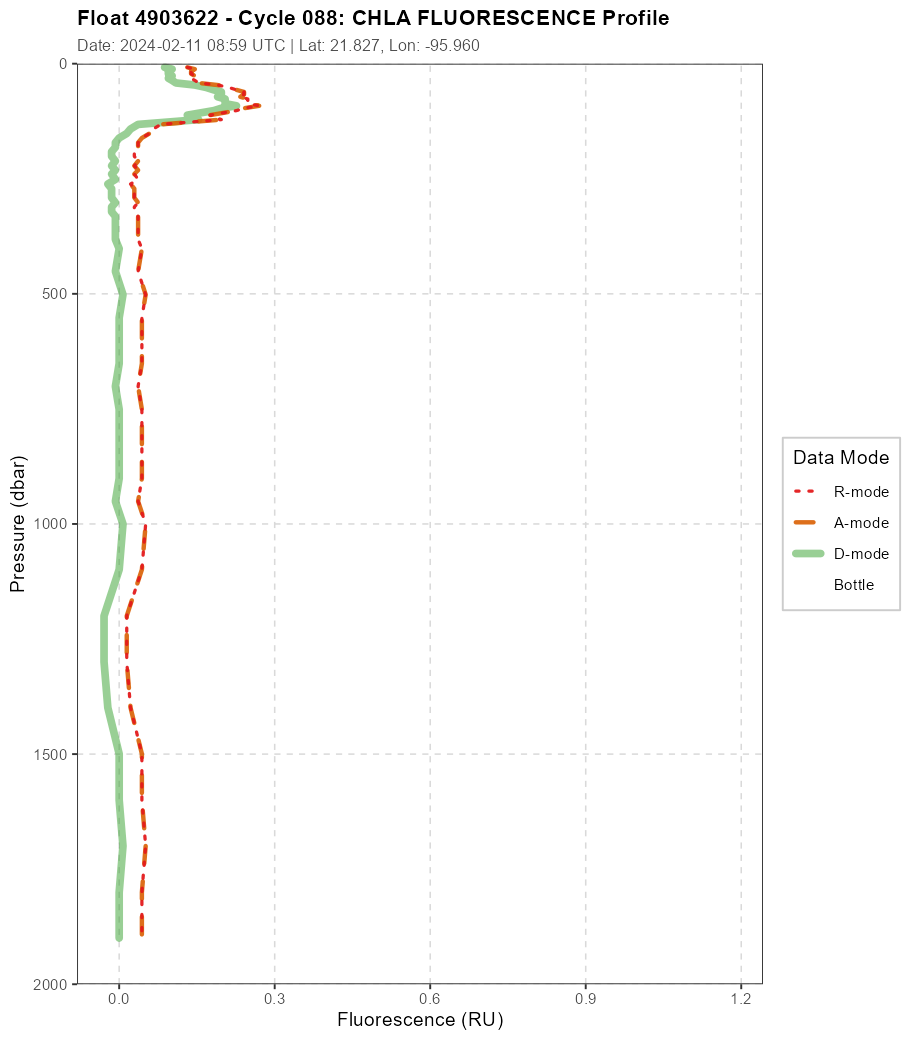 Float 4903622 - Cycle 088: CHLA FLUORESCENCE Profile
Date: 2024-02-11 08:59 UTC | Lat: 21.827, Lon: -95.960
0
500
1000
1500
2000
Pressure (dbar)
0.0
0.3
0.6
0.9
1.2
Fluorescence (RU)
Data Mode
R-mode
A-mode
D-mode
Bottle